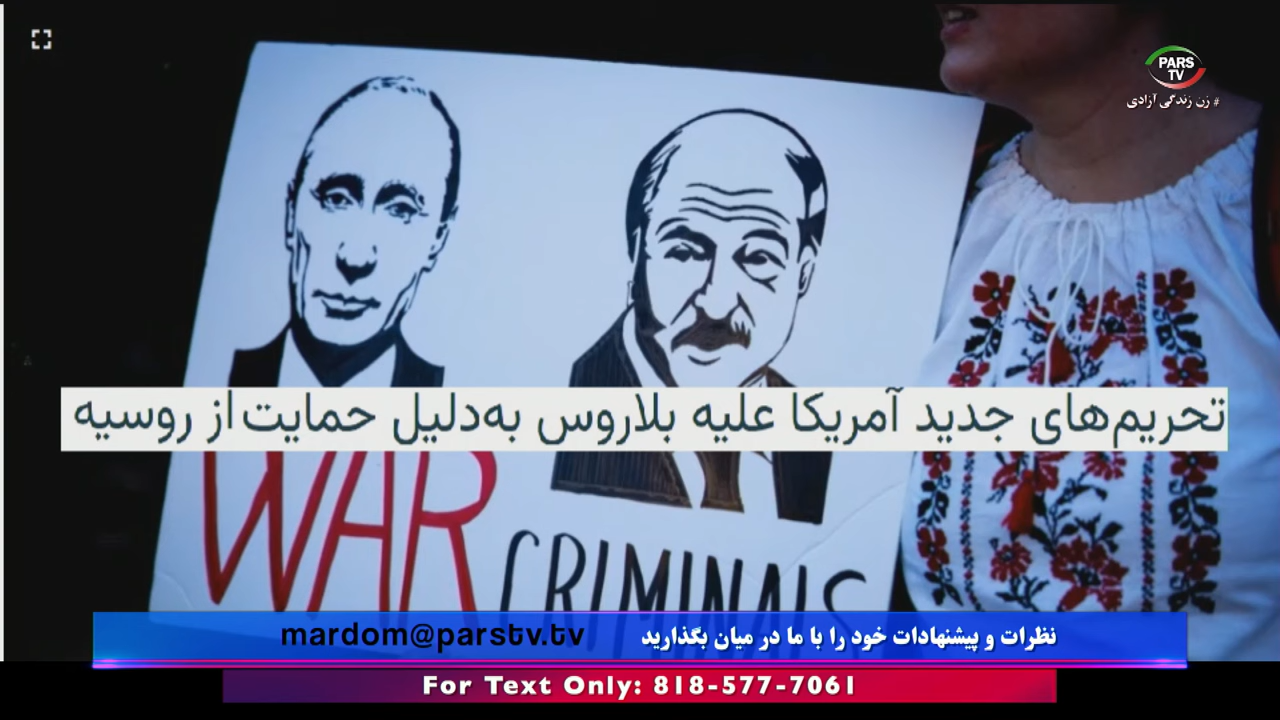 PARS
TV
# زن زندگی آزادی
تحریم‌های جدید آمریکا علیه بلاروس به‌دلیل حمایت از روسیه
WAR
CRIMINALS
نظرات و پیشنهادات خود را با ما در میان بگذارید mardom@parstv.tv
For Text Only: 818-577-7061